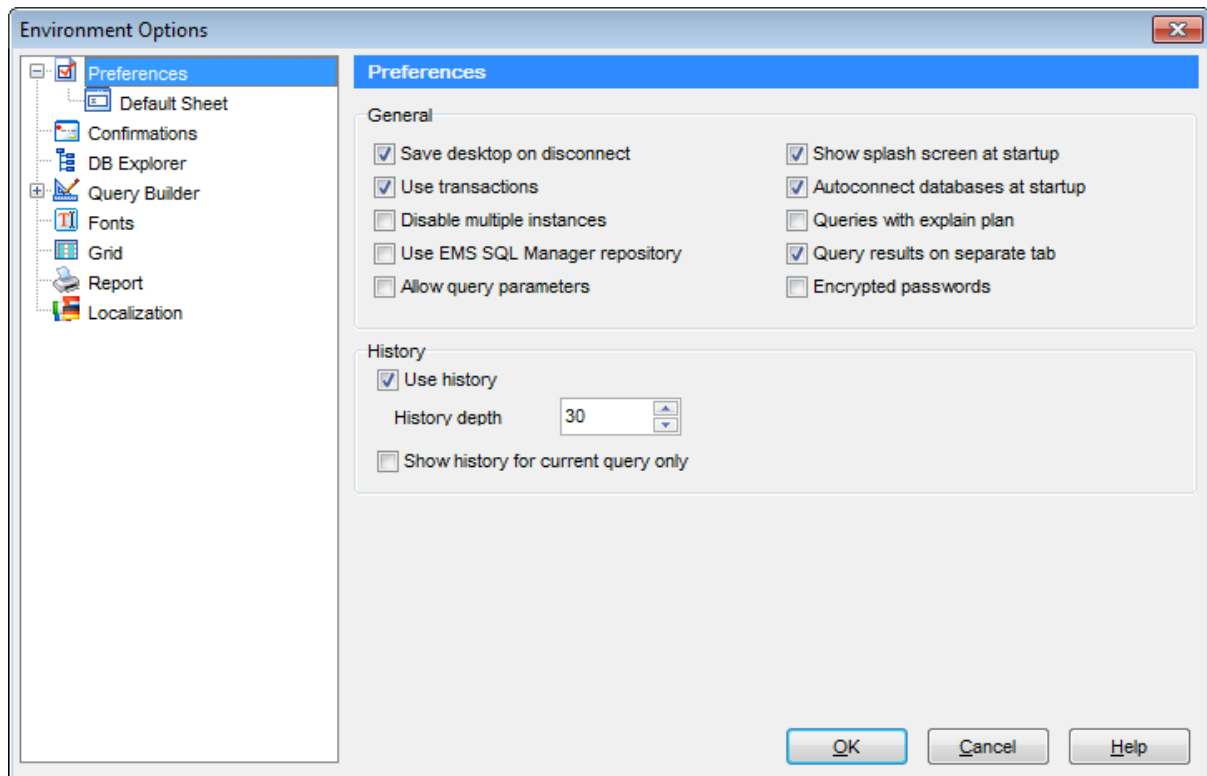 Environment Options
Preferences
Default Sheet
Confirmations
DB Explorer
Query Builder
Fonts
Grid
Report
Localization
Preferences
General
Save desktop on disconnect
Show splash screen at startup
Use transactions
Autoconnect databases at startup
Disable multiple instances
Queries with explain plan
Use EMS SQL Manager repository
Query results on separate tab
Allow query parameters
Encrypted passwords
History
Use history
History depth 30
Show history for current query only
OK Cancel Help